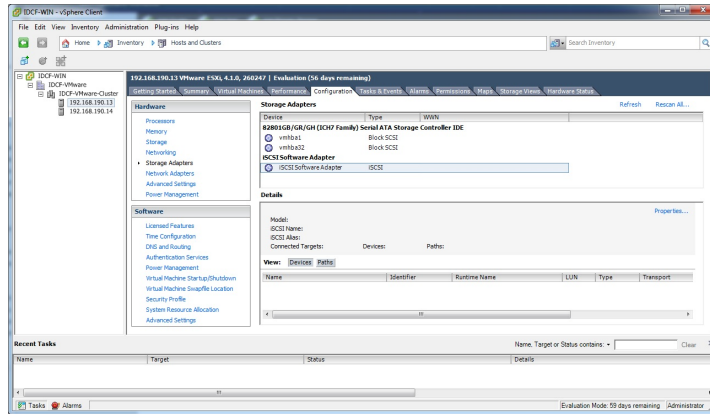 IDCF-WIN - vSphere Client
File Edit View Inventory Administration Plug-ins Help
Home Inventory Hosts and Clusters Search Inventory
IDCF-WIN
IDCF-VMware
IDCF-VMware-Cluster
192.168.190.13
192.168.190.14
192.168.190.13 VMware ESXi, 4.1.0, 260247 | Evaluation (56 days remaining)
Getting Started Summary Virtual Machines Performance Configuration Tasks & Events Alarms Permissions Maps Storage Views Hardware Status
Hardware
Processors
Memory
Storage
Networking
Storage Adapters
Network Adapters
Advanced Settings
Power Management
Software
Licensed Features
Time Configuration
DNS and Routing
Authentication Services
Power Management
Virtual Machine Startup/Shutdown
Virtual Machine Swapfile Location
Security Profile
System Resource Allocation
Advanced Settings
Storage Adapters Refresh Rescan All...
Device Type WWN
82801GB/GR/GH (ICH7 Family) Serial ATA Storage Controller IDE
vmhba1 Block SCSI
vmhba32 Block SCSI
iSCSI Software Adapter
iSCSI Software Adapter iSCSI
Details
Properties...
Model:
iSCSI Name:
iSCSI Alias:
Connected Targets: Devices: Paths:
View: Devices Paths
Name Identifier Runtime Name LUN Type Transport
Recent Tasks Name, Target or Status contains: Clear
Name Target Status Details
Tasks Alarms Evaluation Mode: 59 days remaining Administrator